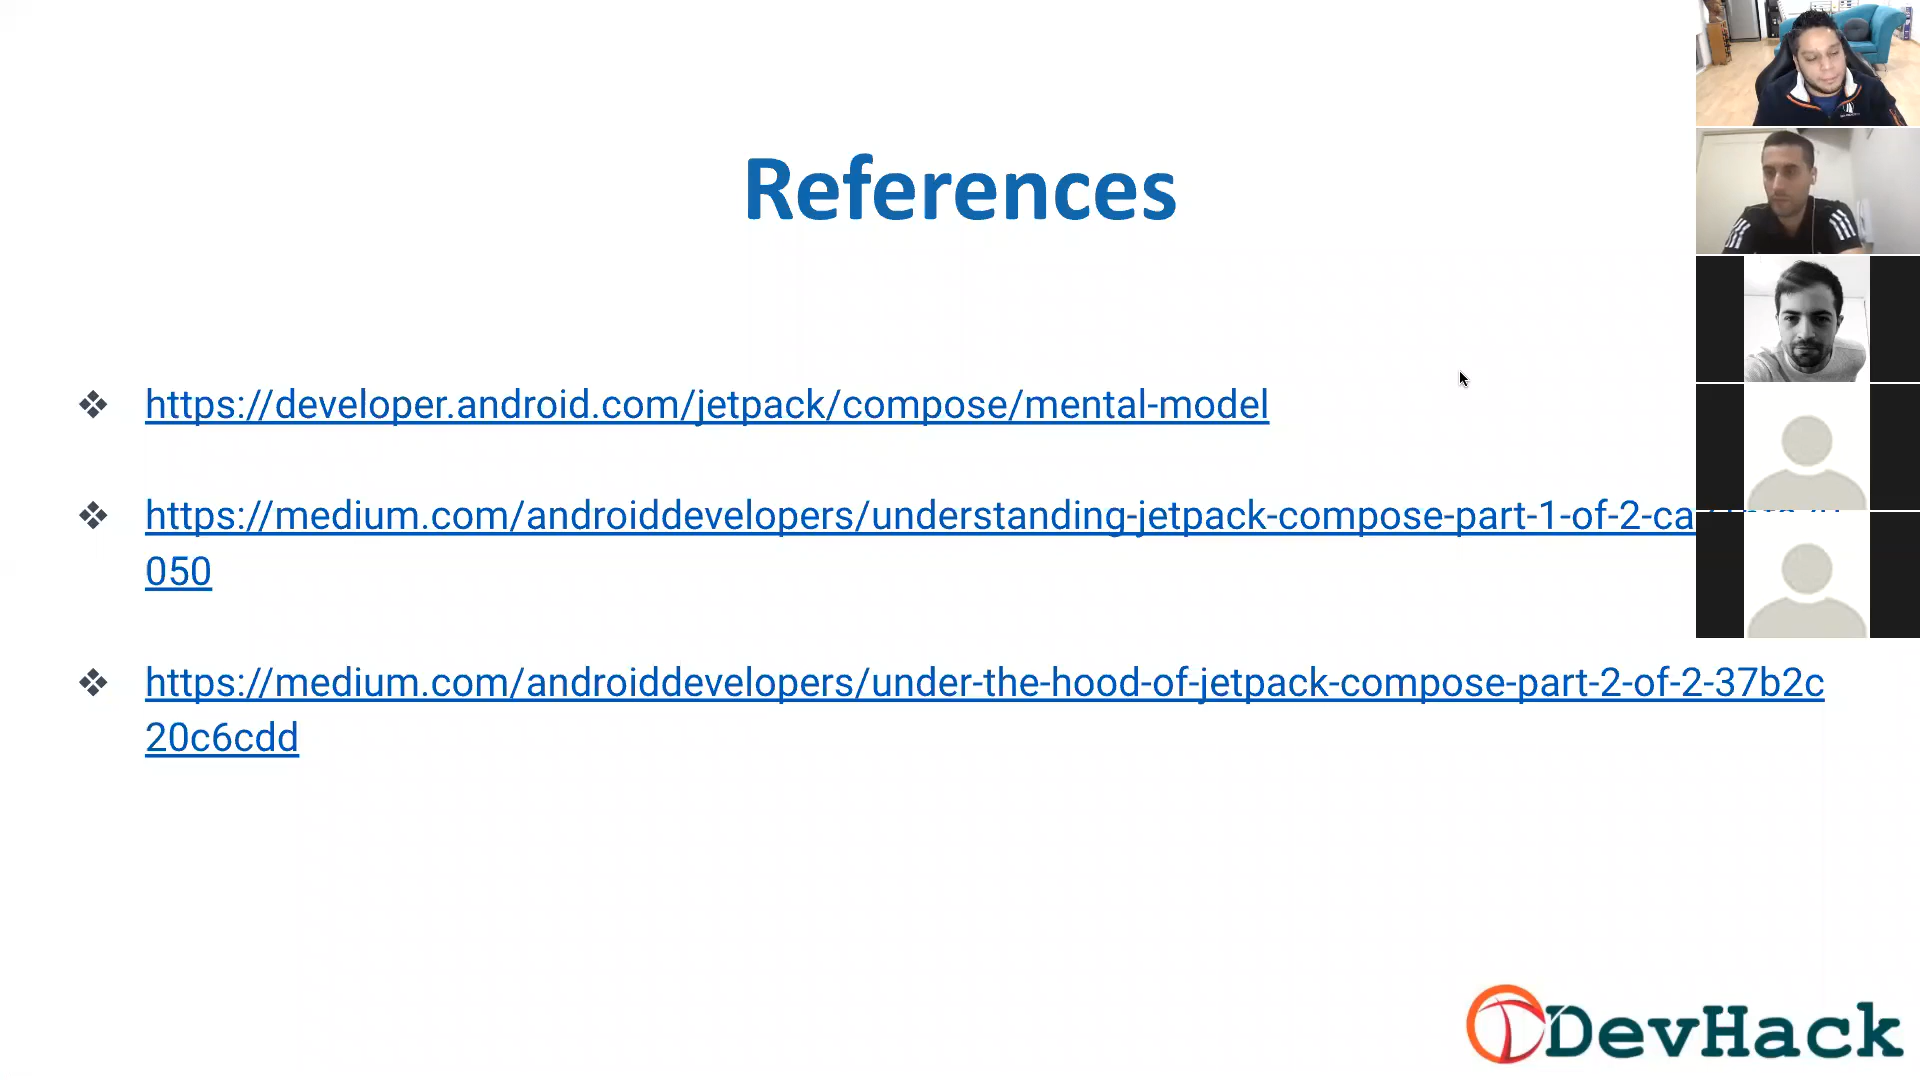 References
https://developer.android.com/jetpack/compose/mental-model
https://medium.com/androiddevelopers/understanding-jetpack-compose-part-1-of-2-ca
050
https://medium.com/androiddevelopers/under-the-hood-of-jetpack-compose-part-2-of-2-37b2c
20c6cdd
DevHack